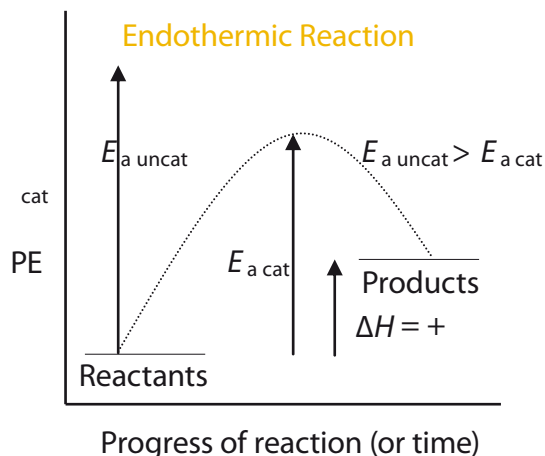 Endothermic Reaction
E a uncat
E a uncat > E a cat
cat
PE
E a cat
Products
ΔH = +
Reactants
Progress of reaction (or time)